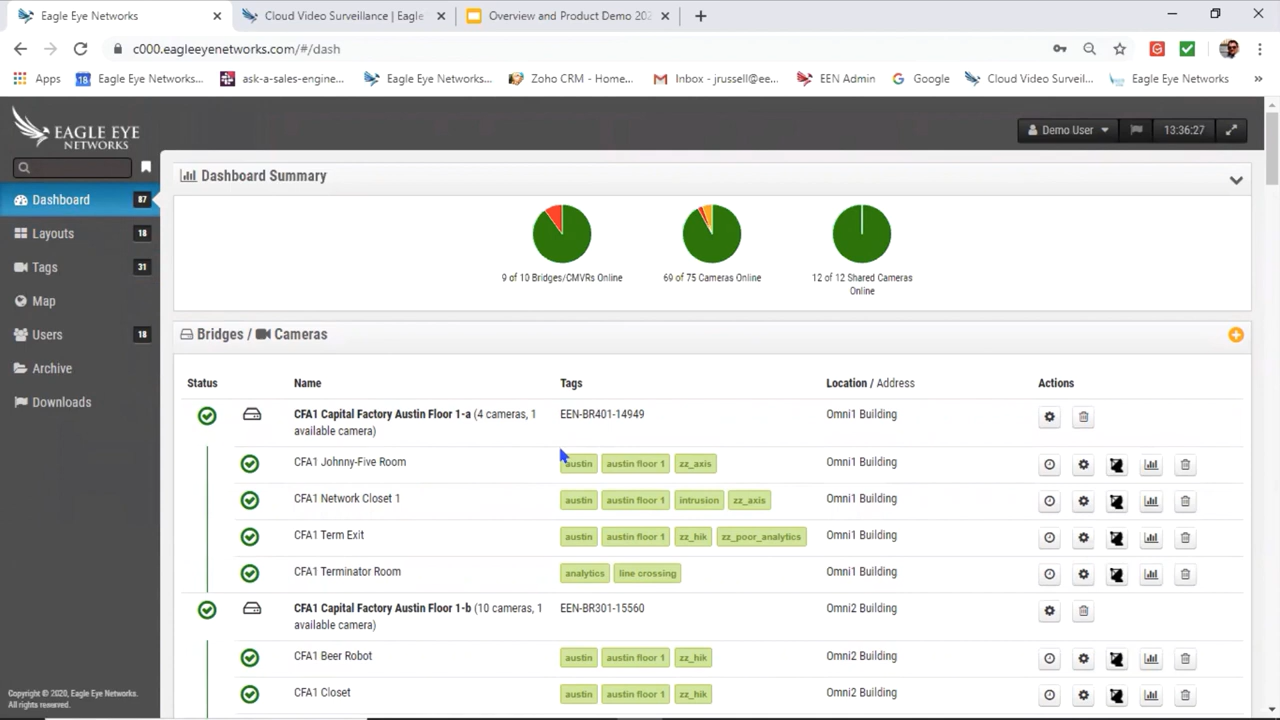 Eagle Eye Networks
Cloud Video Surveillance | Eagle
Overview and Product Demo 202
c000.eagleeyenetworks.com/#/dash
Apps
18
Eagle Eye Networks...
ask-a-sales-engine...
Eagle Eye Networks...
Zoho CRM - Home...
Inbox - jrussell@ee...
EEN Admin
Google
Cloud Video Surveil...
Eagle Eye Networks
EAGLE EYE
NETWORKS
Demo User
13:36:27
Dashboard 87
Layouts 18
Tags 31
Map
Users 18
Archive
Downloads
Copyright © 2020, Eagle Eye Networks.
All rights reserved.
Dashboard Summary
9 of 10 Bridges/CMVRs Online
69 of 75 Cameras Online
12 of 12 Shared Cameras
Online
Bridges / Cameras
Status Name Tags Location / Address Actions
CFA1 Capital Factory Austin Floor 1-a (4 cameras, 1 EEN-BR401-14949 Omni1 Building
available camera)
CFA1 Johnny-Five Room austin austin floor 1 zz_axis Omni1 Building
CFA1 Network Closet 1 austin austin floor 1 intrusion zz_axis Omni1 Building
CFA1 Term Exit austin austin floor 1 zz_hik zz_poor_analytics Omni1 Building
CFA1 Terminator Room analytics line crossing Omni1 Building
CFA1 Capital Factory Austin Floor 1-b (10 cameras, 1 EEN-BR301-15560 Omni2 Building
available camera)
CFA1 Beer Robot austin austin floor 1 zz_hik Omni2 Building
CFA1 Closet austin austin floor 1 zz_hik Omni2 Building